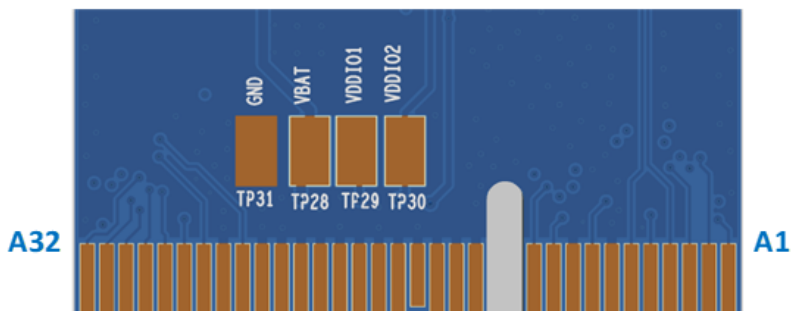 GND VBAT VDDIO1 VDDIO2
TP31 TP28 TP29 TP30
A32 A1